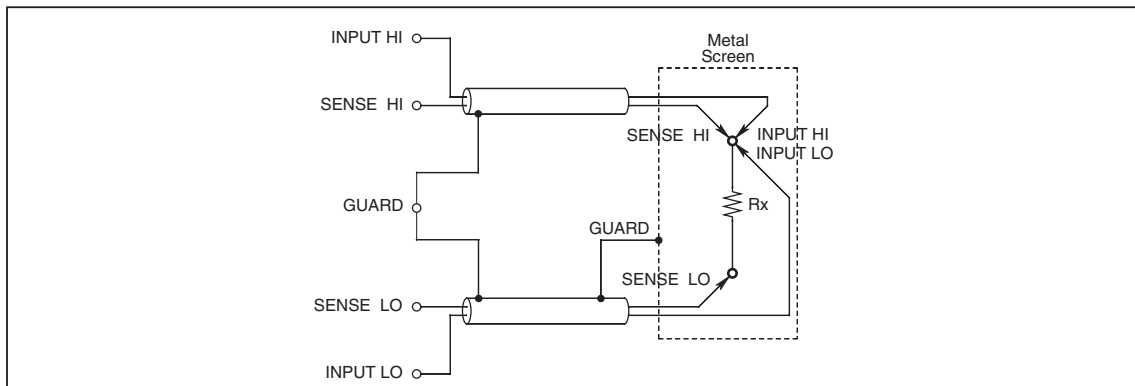 INPUT HI
Metal
Screen
SENSE HI
SENSE HI
INPUT HI
INPUT LO
GUARD
Rx
GUARD
SENSE LO
SENSE LO
INPUT LO